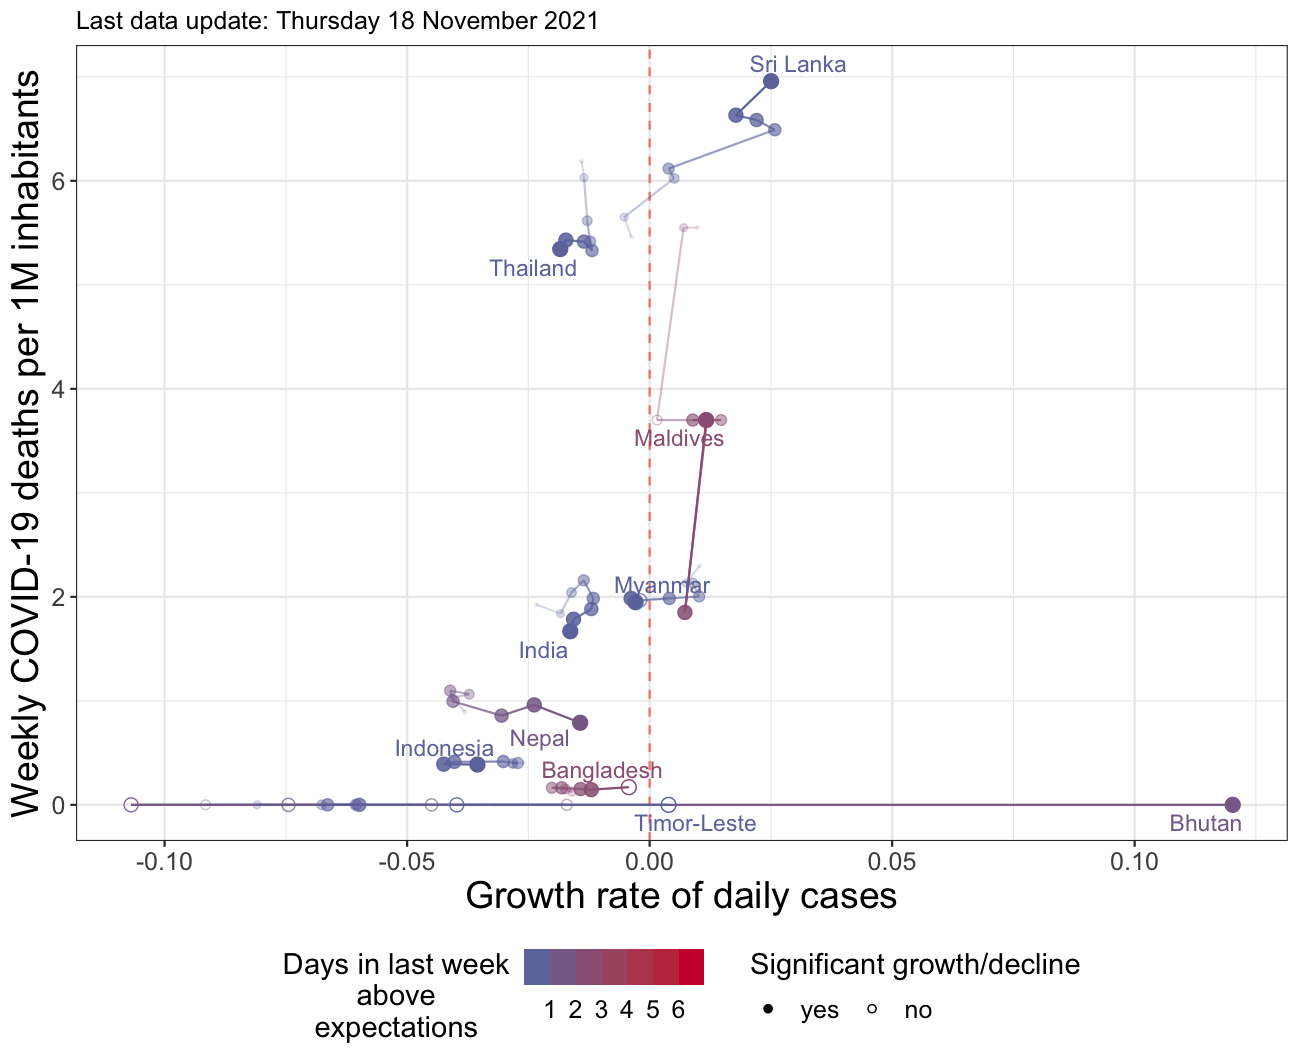 Last data update: Thursday 18 November 2021
Weekly COVID-19 deaths per 1M inhabitants
6
4
2
0
Sri Lanka
Thailand
Maldives
Myanmar
India
Nepal
Indonesia
Bangladesh
Timor-Leste
Bhutan
-0.10 -0.05 0.00 0.05 0.10
Growth rate of daily cases
Days in last week
above
expectations
1 2 3 4 5 6
Significant growth/decline
yes no